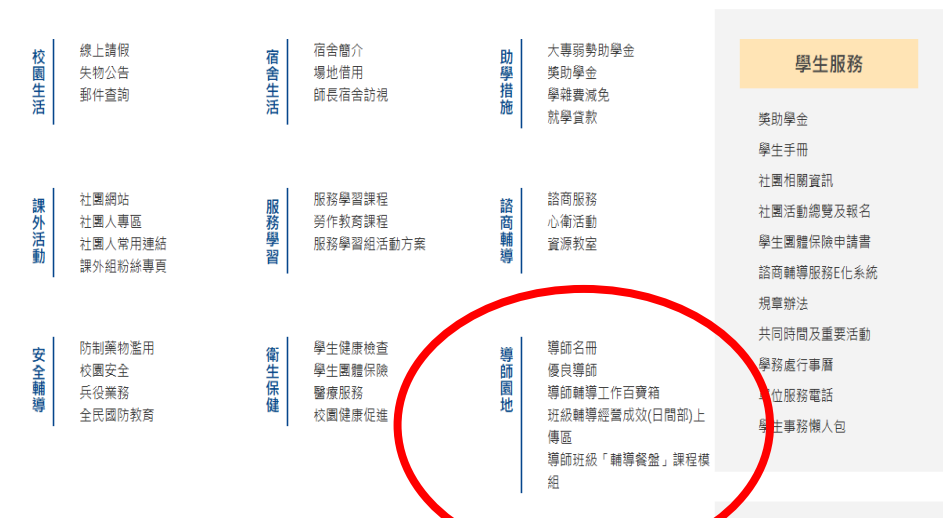 校園生活
線上請假
失物公告
郵件查詢
宿舍生活
宿舍簡介
場地借用
師長宿舍訪視
助學措施
大專弱勢助學金
獎助學金
學雜費減免
就學貸款
課外活動
社團網站
社團人專區
社團人常用連結
課外組粉絲專頁
服務學習
服務學習課程
勞作教育課程
服務學習組活動方案
諮商輔導
諮商服務
心衛活動
資源教室
安全輔導
防制藥物濫用
校園安全
兵役業務
全民國防教育
衛生保健
學生健康檢查
學生團體保險
醫療服務
校園健康促進
導師園地
導師名冊
優良導師
導師輔導工作百寶箱
班級輔導經營成效(日間部)上
傳區
導師班級「輔導餐盤」課程模
組
學生服務
獎助學金
學生手冊
社團相關資訊
社團活動總覽及報名
學生團體保險申請書
諮商輔導服務E化系統
規章辦法
共同時間及重要活動
學務處行事曆
位服務電話
學生事務懶人包